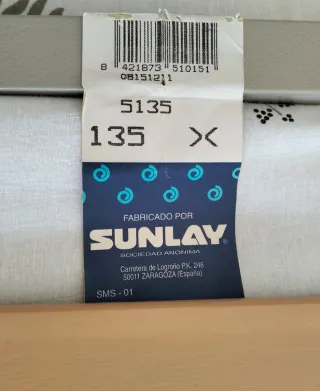 8 421873 510151
08151211
5135
135 X
FABRICADO POR
SUNLAY®
SOCIEDAD ANONIMA
Carretera de Logroño P.K. 246
50011 ZARAGOZA (España)
SMS - 01